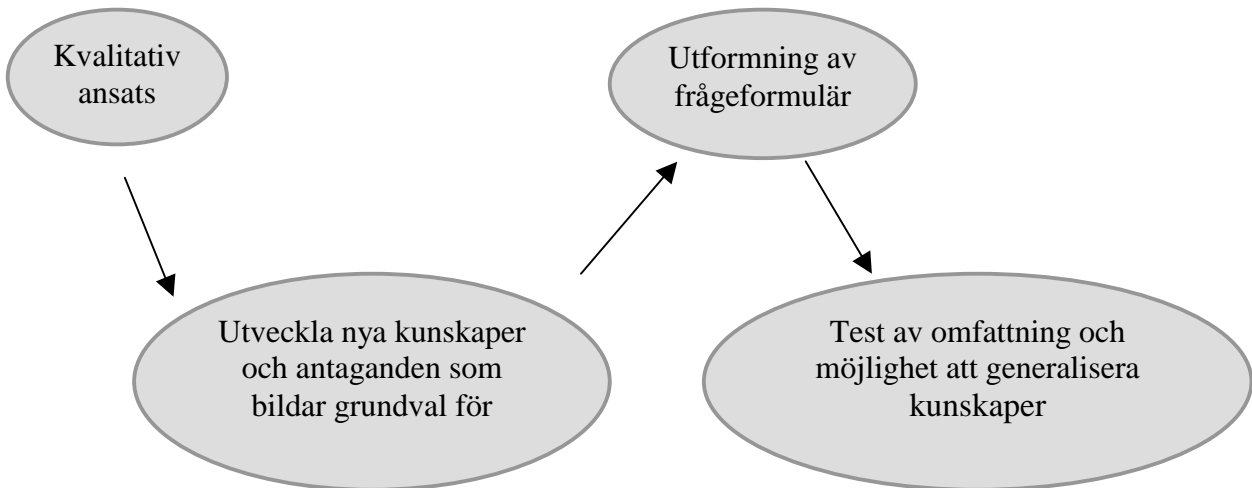 Kvalitativ
ansats
Utveckla nya kunskaper
och antaganden som
bildar grundval för
Utformning av
frågeformulär
Test av omfattning och
möjlighet att generalisera
kunskaper